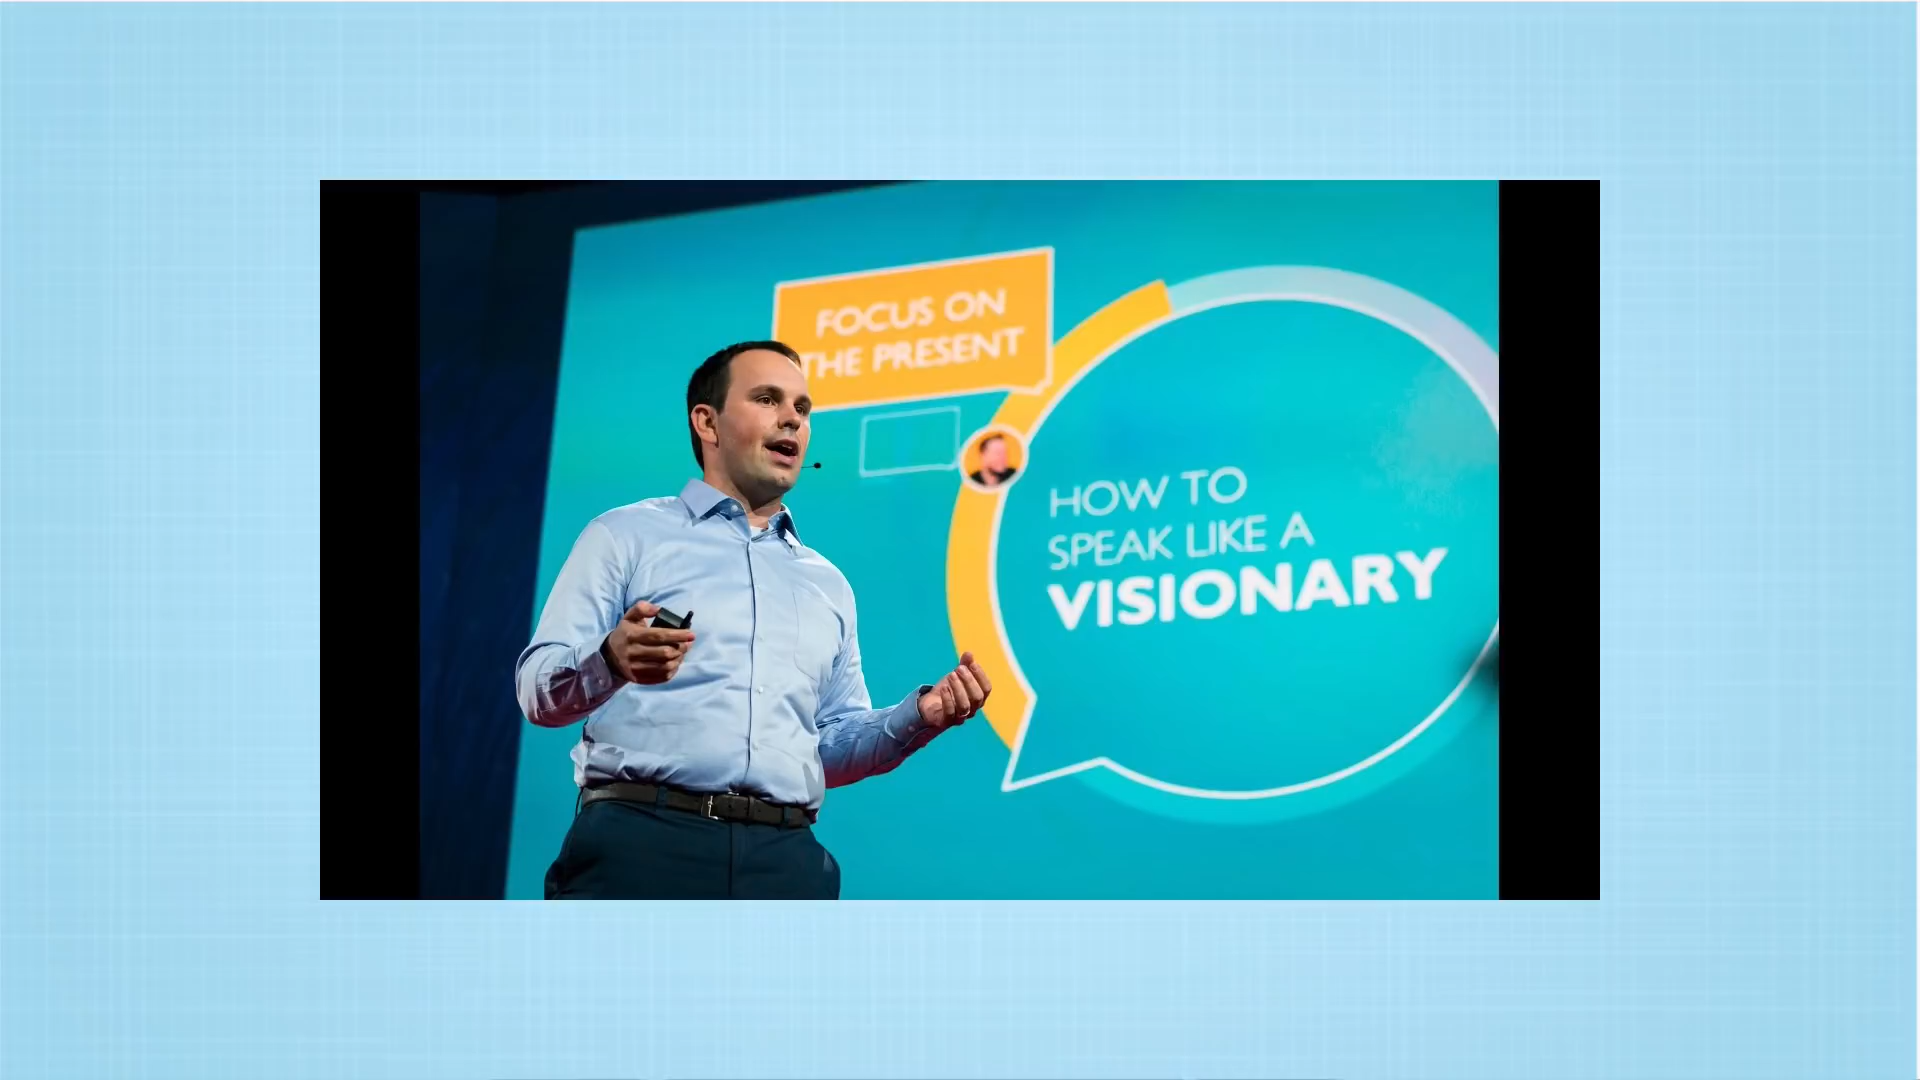 FOCUS ON
THE PRESENT
HOW TO
SPEAK LIKE A
VISIONARY